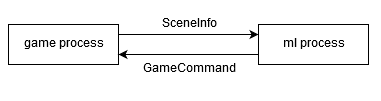 SceneInfo
game process
ml process
GameCommand